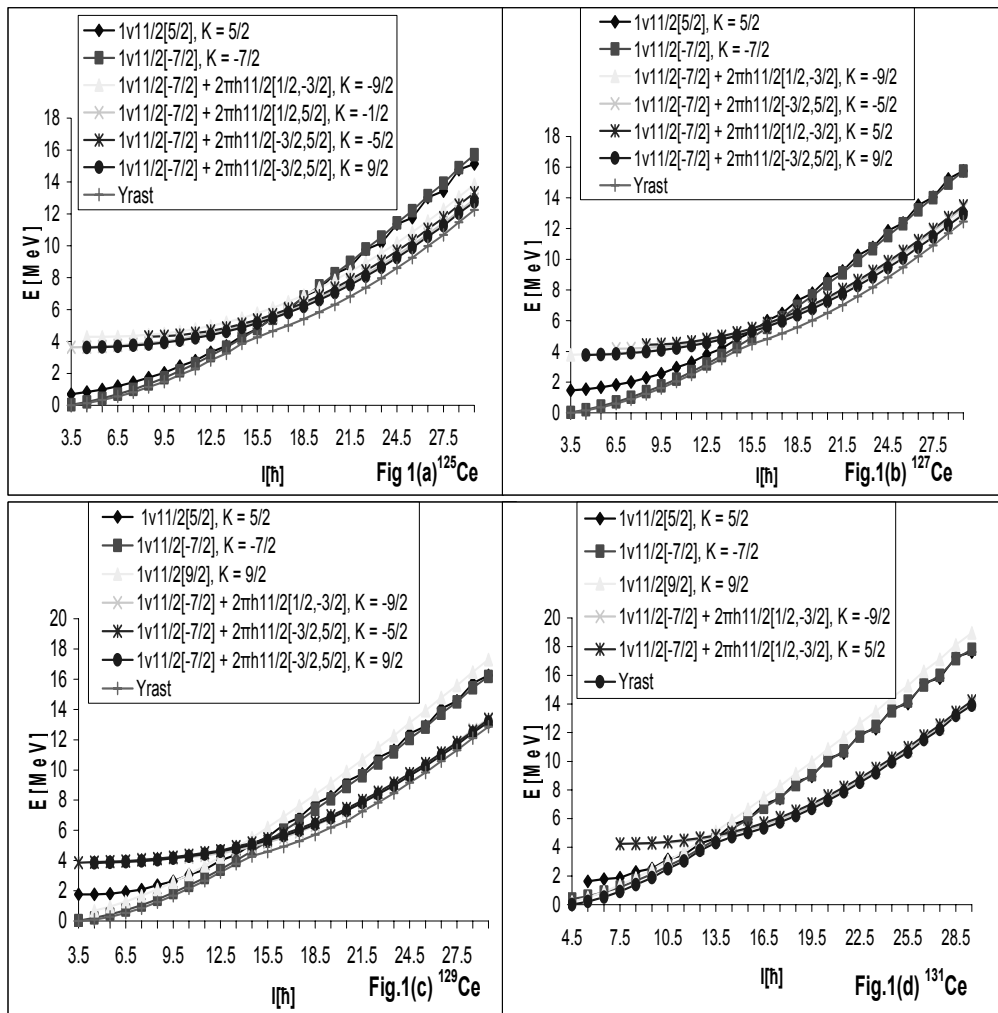 1ν11/2[5/2], K = 5/2
1ν11/2[-7/2], K = -7/2
1ν11/2[-7/2] + 2πh11/2[1/2,-3/2], K = -9/2
1ν11/2[-7/2] + 2πh11/2[1/2,5/2], K = -1/2
1ν11/2[-7/2] + 2πh11/2[-3/2,5/2], K = -5/2
1ν11/2[-7/2] + 2πh11/2[-3/2,5/2], K = 9/2
Yrast
E [M eV]
18
16
14
12
10
8
6
4
2
0
3.5 6.5 9.5 12.5 15.5 18.5 21.5 24.5 27.5
I[ħ]
Fig 1(a) 125Ce
1ν11/2[5/2], K = 5/2
1ν11/2[-7/2], K = -7/2
1ν11/2[-7/2] + 2πh11/2[1/2,-3/2], K = -9/2
1ν11/2[-7/2] + 2πh11/2[-3/2,5/2], K = -5/2
1ν11/2[-7/2] + 2πh11/2[1/2,-3/2], K = 5/2
1ν11/2[-7/2] + 2πh11/2[-3/2,5/2], K = 9/2
Yrast
E [M eV]
18
16
14
12
10
8
6
4
2
0
3.5 6.5 9.5 12.5 15.5 18.5 21.5 24.5 27.5
I[ħ]
Fig.1(b) 127Ce
1ν11/2[5/2], K = 5/2
1ν11/2[-7/2], K = -7/2
1ν11/2[9/2], K = 9/2
1ν11/2[-7/2] + 2πh11/2[1/2,-3/2], K = -9/2
1ν11/2[-7/2] + 2πh11/2[-3/2,5/2], K = -5/2
1ν11/2[-7/2] + 2πh11/2[-3/2,5/2], K = 9/2
Yrast
E [M eV]
20
18
16
14
12
10
8
6
4
2
0
3.5 6.5 9.5 12.5 15.5 18.5 21.5 24.5 27.5
I[ħ]
Fig.1(c) 129Ce
1ν11/2[5/2], K = 5/2
1ν11/2[-7/2], K = -7/2
1ν11/2[9/2], K = 9/2
1ν11/2[-7/2] + 2πh11/2[1/2,-3/2], K = -9/2
1ν11/2[-7/2] + 2πh11/2[1/2,-3/2], K = 5/2
Yrast
E [M eV]
20
18
16
14
12
10
8
6
4
2
0
4.5 7.5 10.5 13.5 16.5 19.5 22.5 25.5 28.5
I[ħ]
Fig.1(d) 131Ce